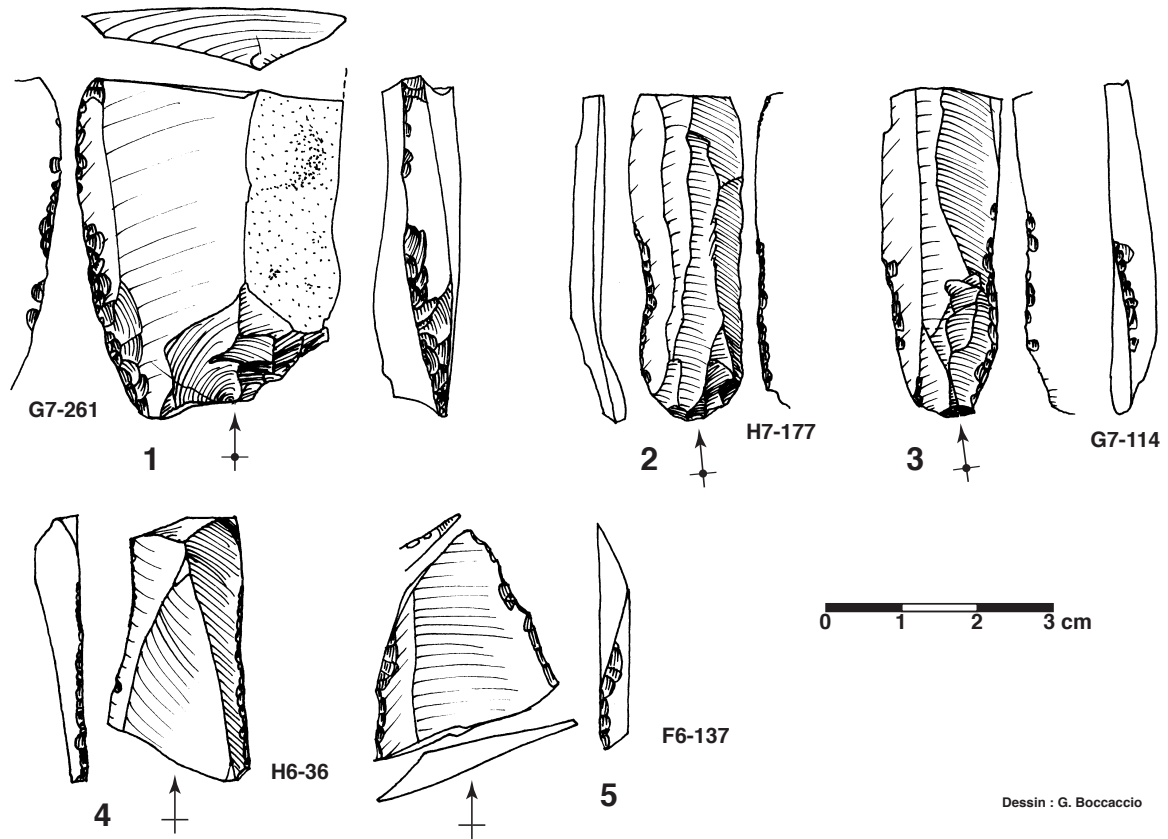 G7-261
1
H7-177
2
G7-114
3
H6-36
4
F6-137
5
0 1 2 3 cm
Dessin : G. Boccaccio